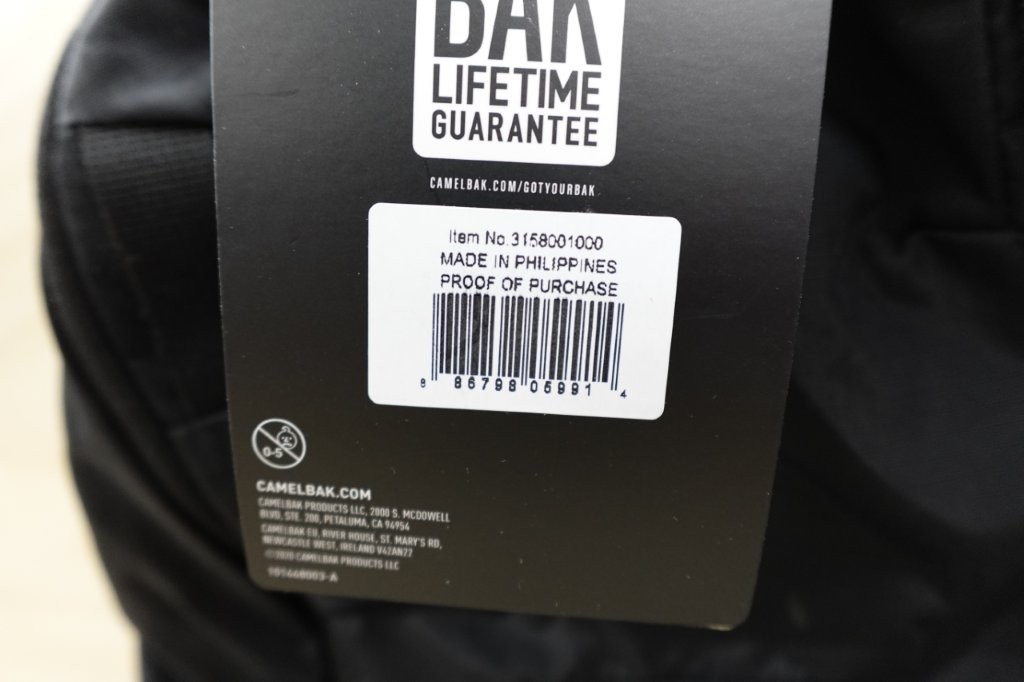 BAK
LIFETIME
GUARANTEE
CAMELBAK.COM/GOTYOURBAK
Item No.3158001000
MADE IN PHILIPPINES
PROOF OF PURCHASE
8 86798 05991 4
0-5
CAMELBAK.COM
CAMELBAK PRODUCTS LLC, 2000 S. MCDOWELL
BLVD. STE. 200, PETALUMA, CA 94954
CAMELBAK EU, RIVER HOUSE, ST. MARY'S RD,
NEWCASTLE WEST, IRELAND V42AN77
©2020 CAMELBAK PRODUCTS LLC
101448003-A